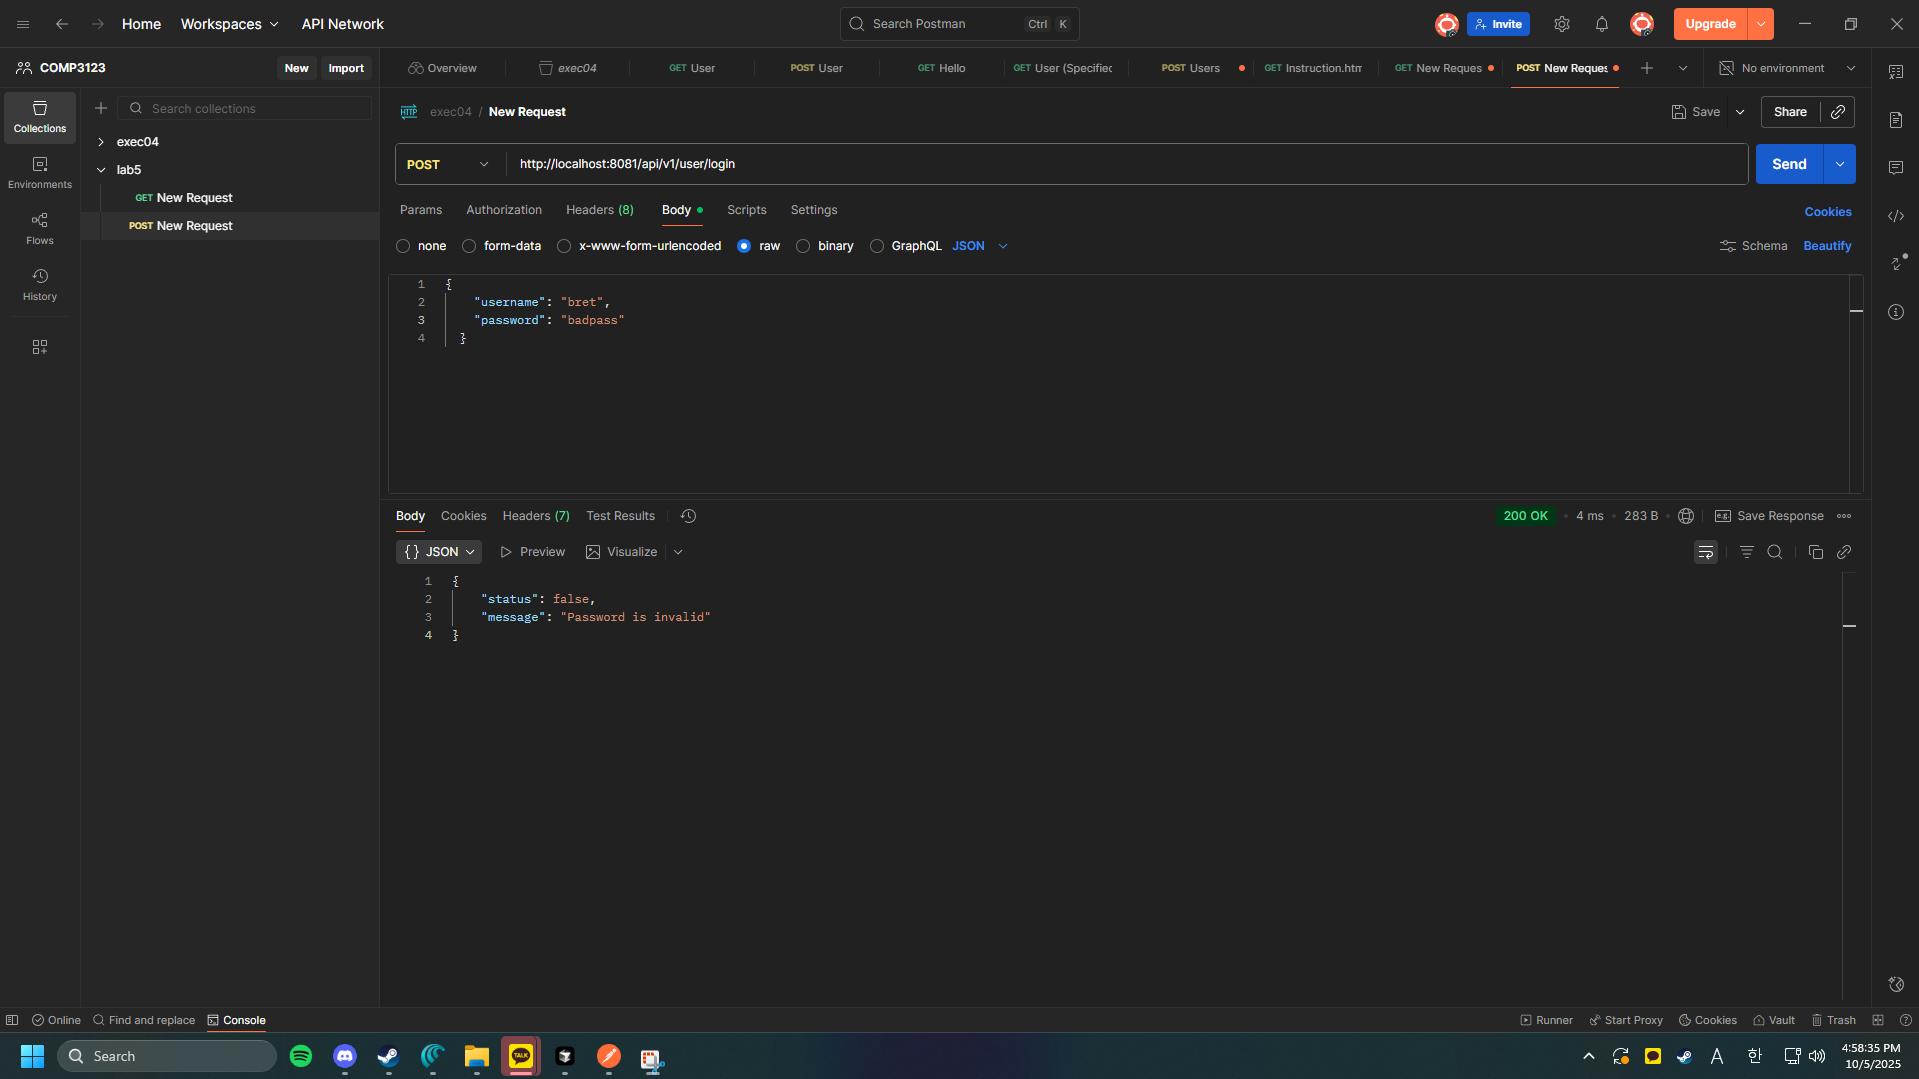 Home Workspaces API Network Search Postman Ctrl K Invite Upgrade
COMP3123 New Import Overview exec04 GET User POST User GET Hello GET User (Specified POST Users GET Instruction.htm GET New Reques POST New Reques No environment
Collections
Environments
Flows
History
Search collections
exec04
lab5
GET New Request
POST New Request
HTTP exec04 / New Request Save Share
POST http://localhost:8081/api/v1/user/login Send
Params Authorization Headers (8) Body Scripts Settings Cookies
none form-data x-www-form-urlencoded raw binary GraphQL JSON Schema Beautify
1 {
2 "username": "bret",
3 "password": "badpass"
4 }
Body Cookies Headers (7) Test Results 200 OK • 4 ms • 283 B • e.g. Save Response
{} JSON Preview Visualize
1 {
2 "status": false,
3 "message": "Password is invalid"
4 }
Online Find and replace Console Runner Start Proxy Cookies Vault Trash
Search TALK A 한 4:58:35 PM
10/5/2025